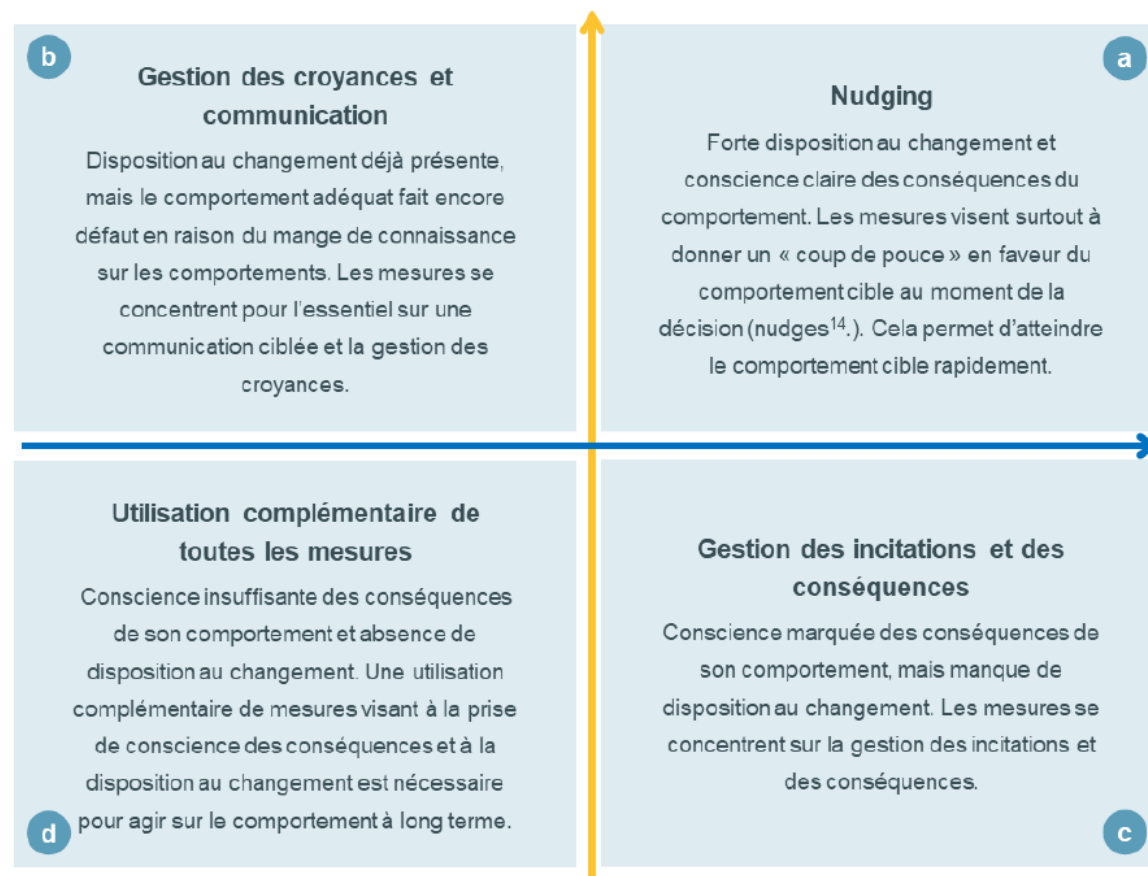 b
Gestion des croyances et
communication
Disposition au changement déjà présente,
mais le comportement adéquat fait encore
défaut en raison du mange de connaissance
sur les comportements. Les mesures se
concentrent pour l'essentiel sur une
communication ciblée et la gestion des
croyances.
a
Nudging
Forte disposition au changement et
conscience claire des conséquences du
comportement. Les mesures visent surtout à
donner un « coup de pouce » en faveur du
comportement cible au moment de la
décision (nudges¹⁴.). Cela permet d'atteindre
le comportement cible rapidement.
Utilisation complémentaire de
toutes les mesures
Conscience insuffisante des conséquences
de son comportement et absence de
disposition au changement. Une utilisation
complémentaire de mesures visant à la prise
de conscience des conséquences et à la
disposition au changement est nécessaire
pour agir sur le comportement à long terme.
d
Gestion des incitations et des
conséquences
Conscience marquée des conséquences de
son comportement, mais manque de
disposition au changement. Les mesures se
concentrent sur la gestion des incitations et
des conséquences.
c